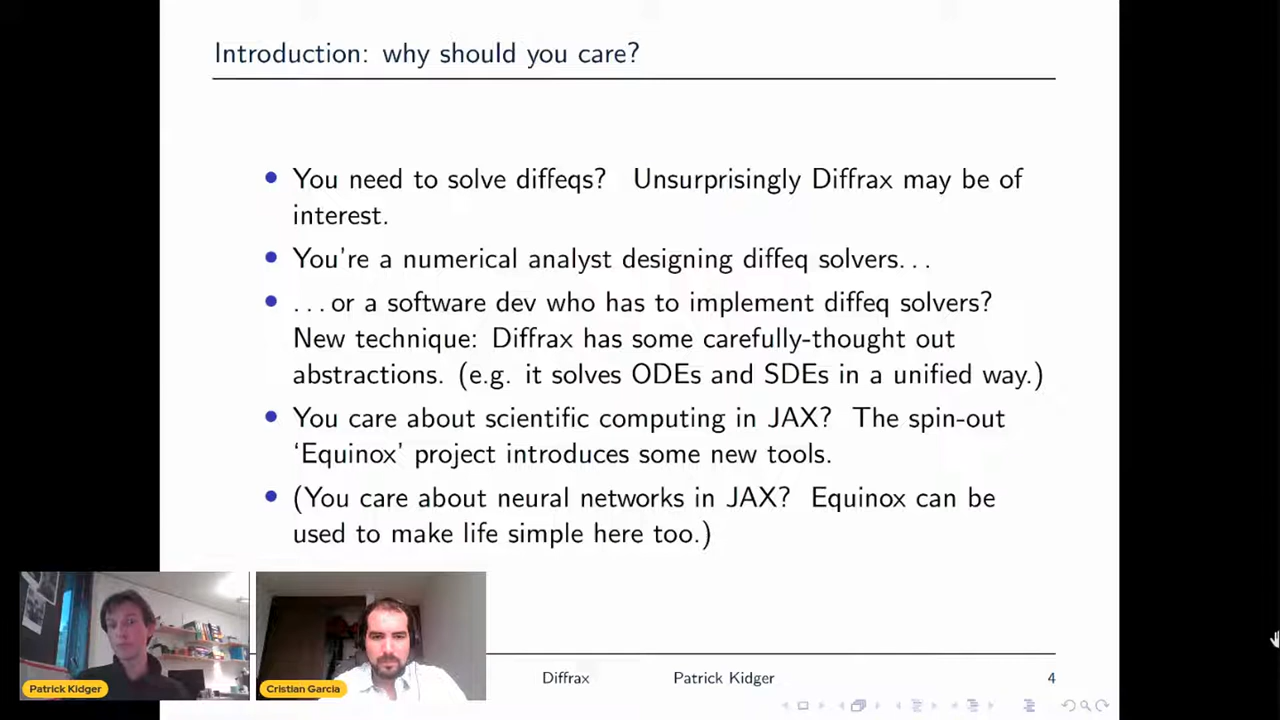 Introduction: why should you care?
You need to solve diffeqs? Unsurprisingly Diffrax may be of
interest.
You're a numerical analyst designing diffeq solvers...
...or a software dev who has to implement diffeq solvers?
New technique: Diffrax has some carefully-thought out
abstractions. (e.g. it solves ODEs and SDEs in a unified way.)
You care about scientific computing in JAX? The spin-out
'Equinox' project introduces some new tools.
(You care about neural networks in JAX? Equinox can be
used to make life simple here too.)
Patrick Kidger
Cristian Garcia
Diffrax Patrick Kidger 4